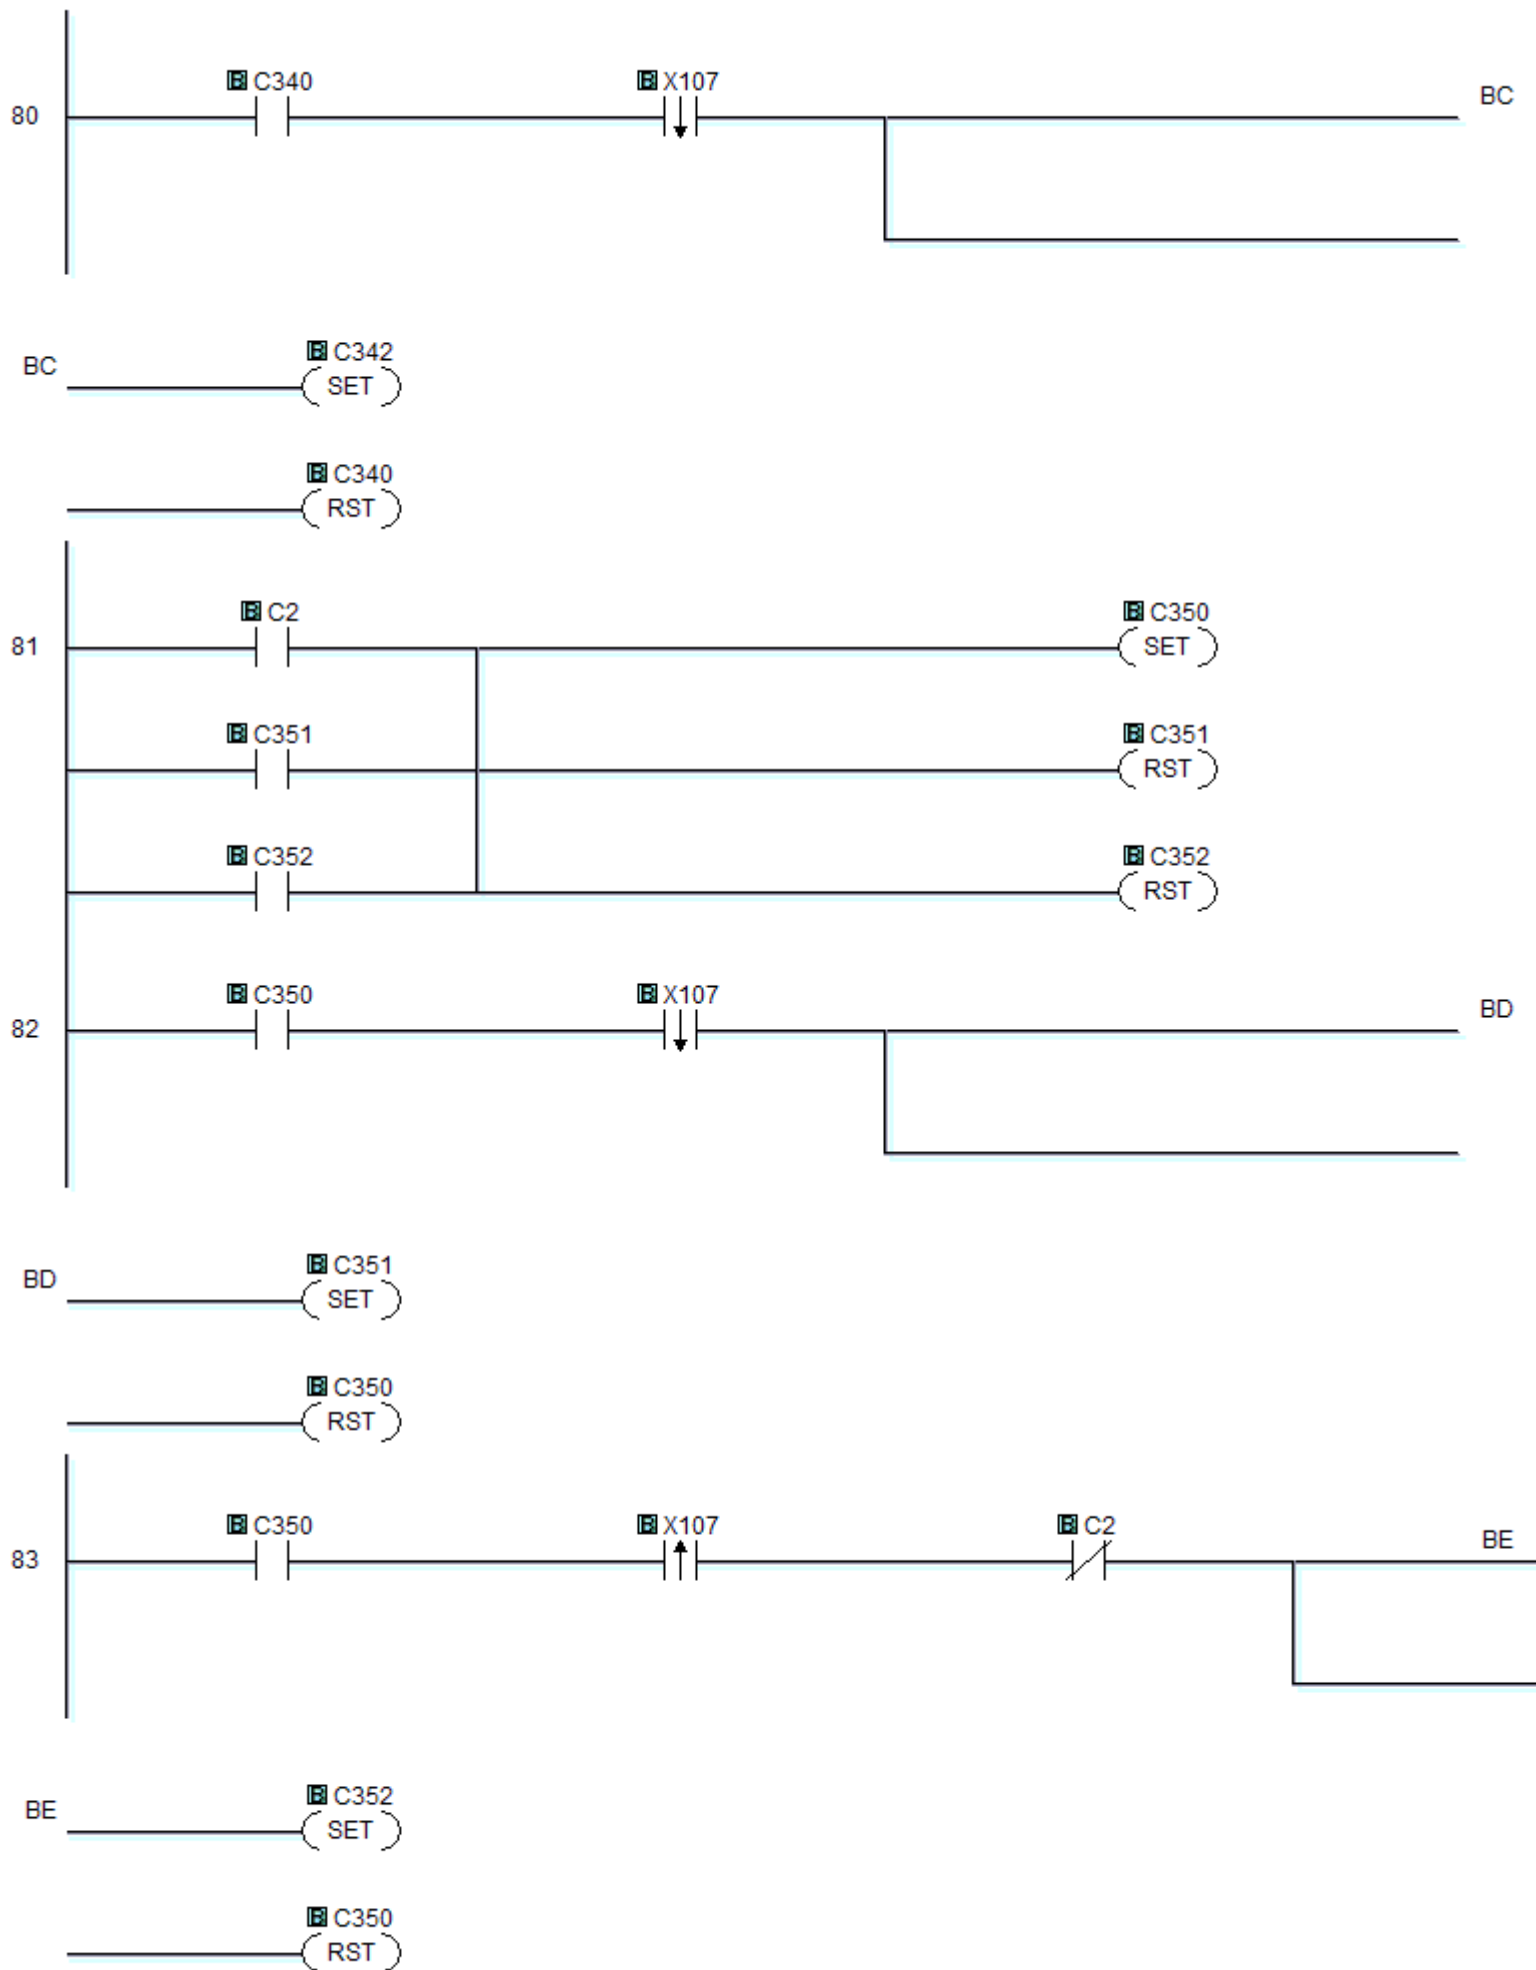 B C340 B X107
80 BC
BC B C342
SET
B C340
RST
B C2 B C350
81 SET
B C351 B C351
RST
B C352 B C352
RST
B C350 B X107
82 BD
BD B C351
SET
B C350
RST
B C350 B X107 B C2
83 BE
BE B C352
SET
B C350
RST